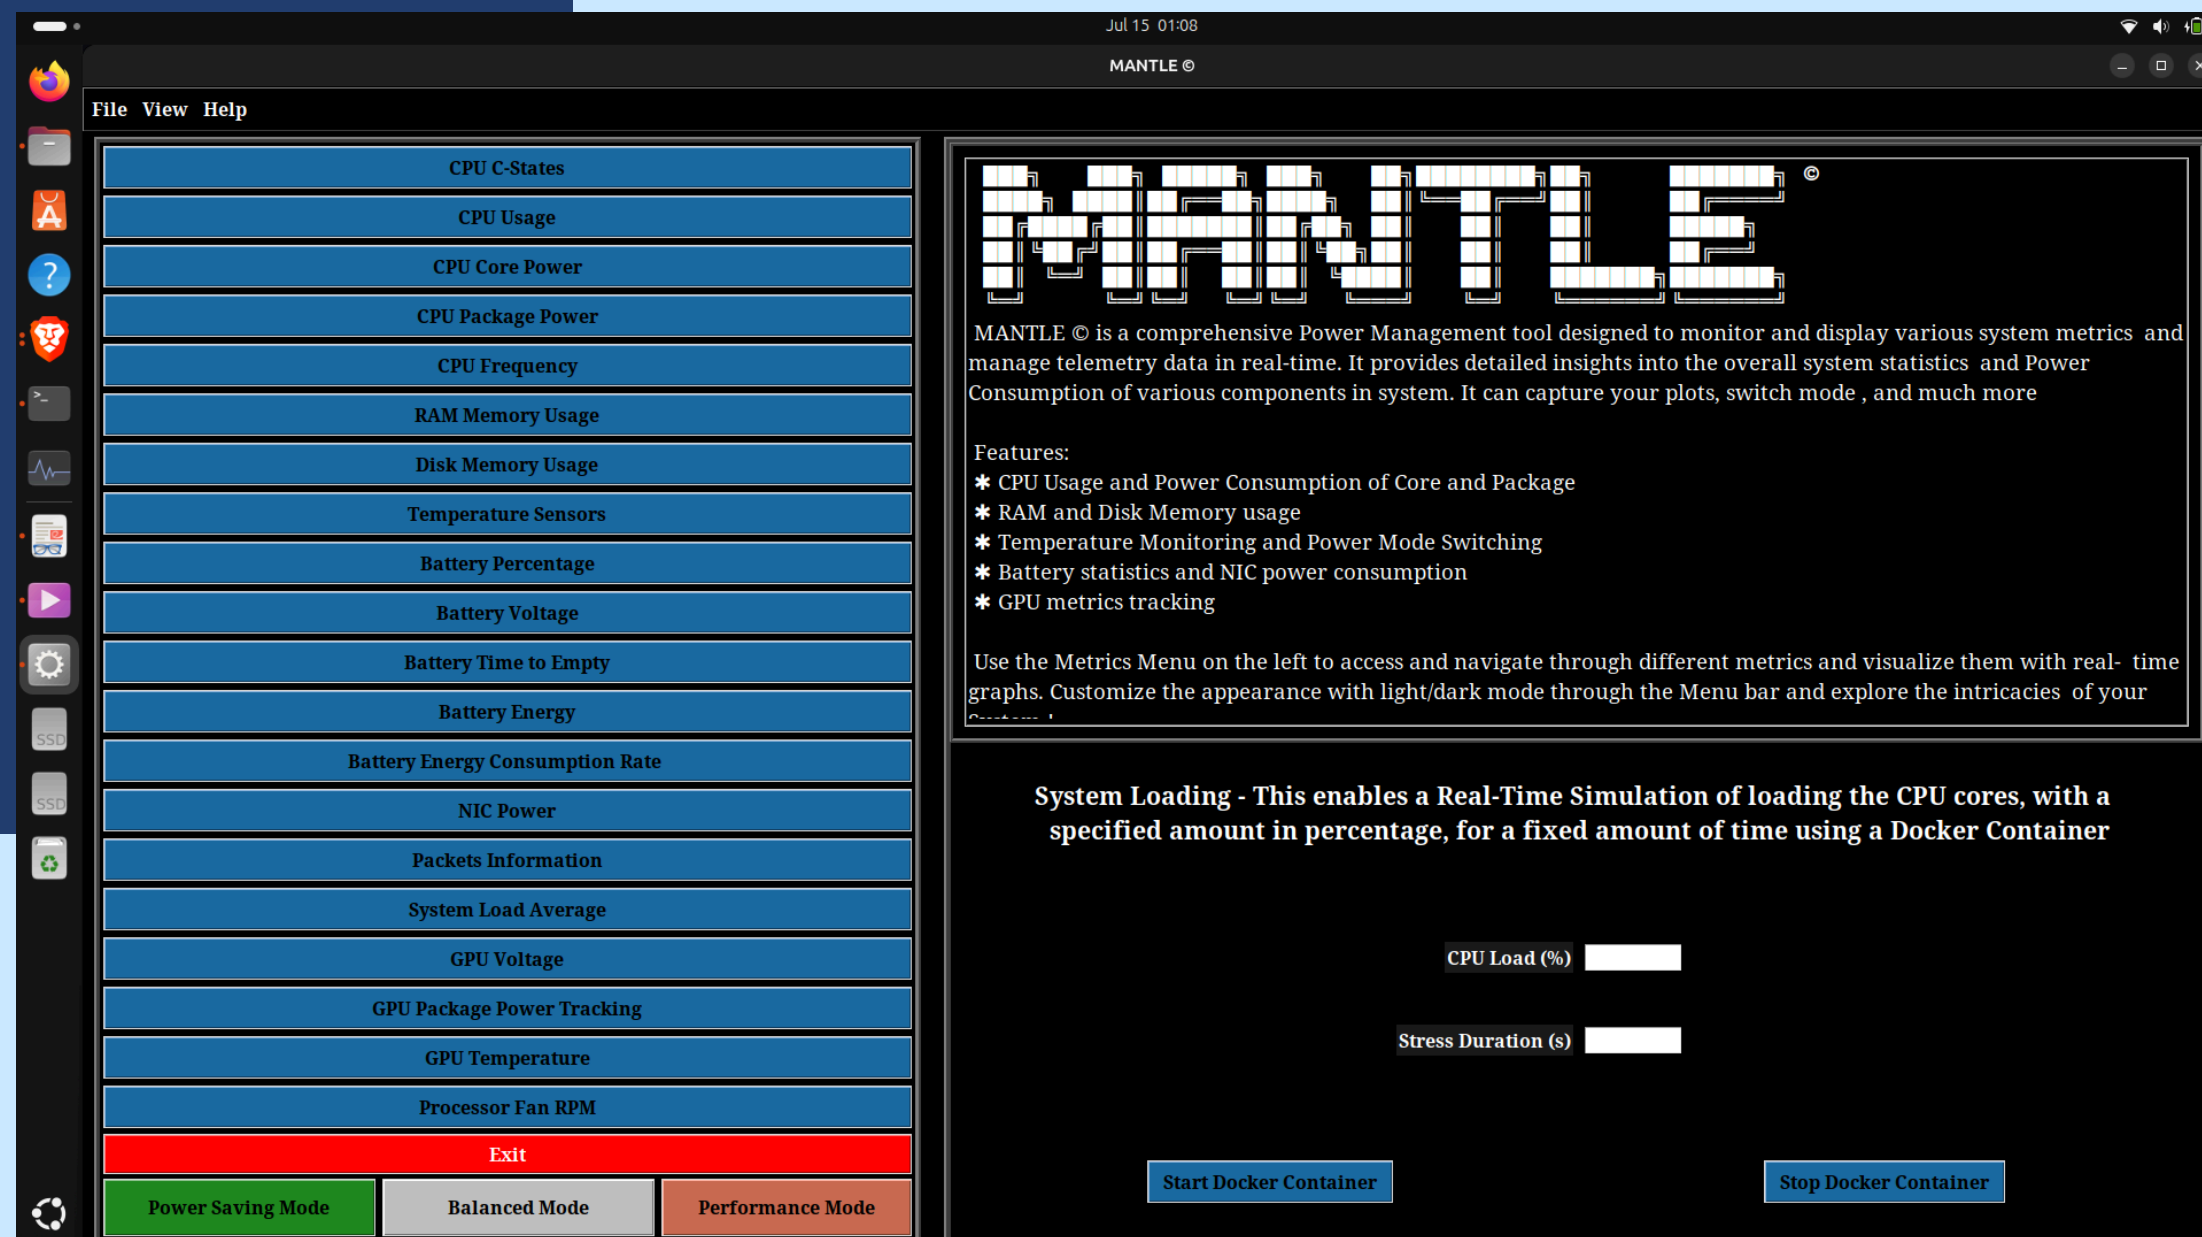 Jul 15 01:08
MANTLE ©
File View Help
CPU C-States
CPU Usage
CPU Core Power
CPU Package Power
CPU Frequency
RAM Memory Usage
Disk Memory Usage
Temperature Sensors
Battery Percentage
Battery Voltage
Battery Time to Empty
Battery Energy
Battery Energy Consumption Rate
NIC Power
Packets Information
System Load Average
GPU Voltage
GPU Package Power Tracking
GPU Temperature
Processor Fan RPM
Exit
Power Saving Mode
Balanced Mode
Performance Mode
MANTLE ©
MANTLE © is a comprehensive Power Management tool designed to monitor and display various system metrics and
manage telemetry data in real-time. It provides detailed insights into the overall system statistics and Power
Consumption of various components in system. It can capture your plots, switch mode , and much more
Features:
✱ CPU Usage and Power Consumption of Core and Package
✱ RAM and Disk Memory usage
✱ Temperature Monitoring and Power Mode Switching
✱ Battery statistics and NIC power consumption
✱ GPU metrics tracking
Use the Metrics Menu on the left to access and navigate through different metrics and visualize them with real- time
graphs. Customize the appearance with light/dark mode through the Menu bar and explore the intricacies of your
System Loading - This enables a Real-Time Simulation of loading the CPU cores, with a
specified amount in percentage, for a fixed amount of time using a Docker Container
CPU Load (%)
Stress Duration (s)
Start Docker Container
Stop Docker Container
SSD
SSD